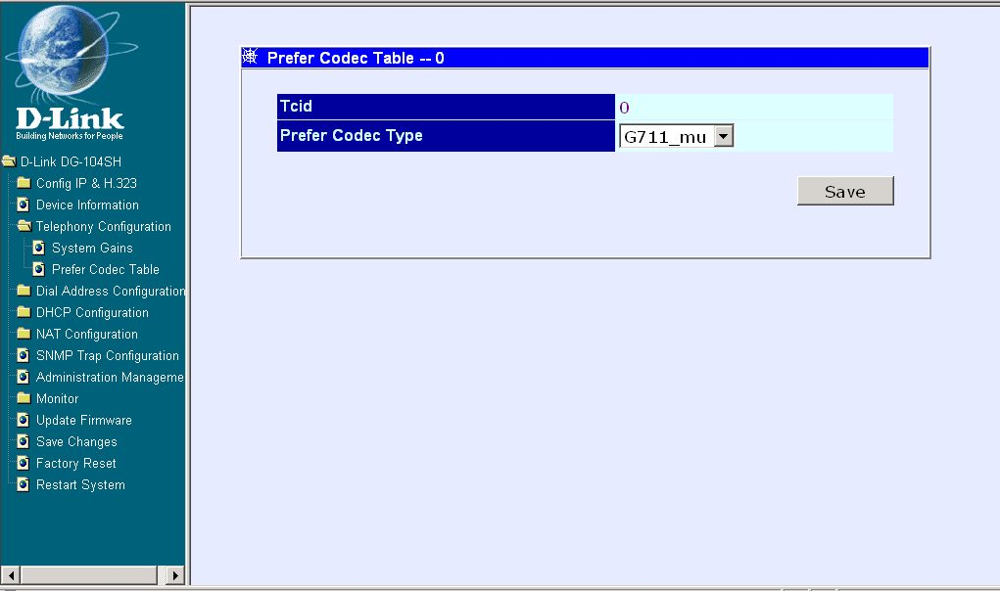 D-Link
Building Networks for People
D-Link DG-104SH
Config IP & H.323
Device Information
Telephony Configuration
System Gains
Prefer Codec Table
Dial Address Configuration
DHCP Configuration
NAT Configuration
SNMP Trap Configuration
Administration Manageme
Monitor
Update Firmware
Save Changes
Factory Reset
Restart System
Prefer Codec Table -- 0
Tcid 0
Prefer Codec Type G711_mu
Save